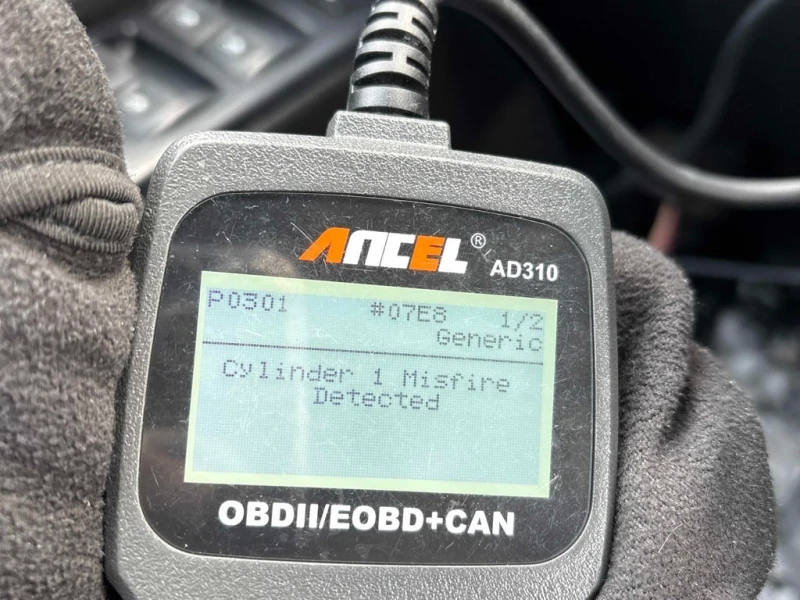 ANCEL® AD310
P0301 #07E8 1/2
Generic
Cylinder 1 Misfire
Detected
OBDII/EOBD+CAN